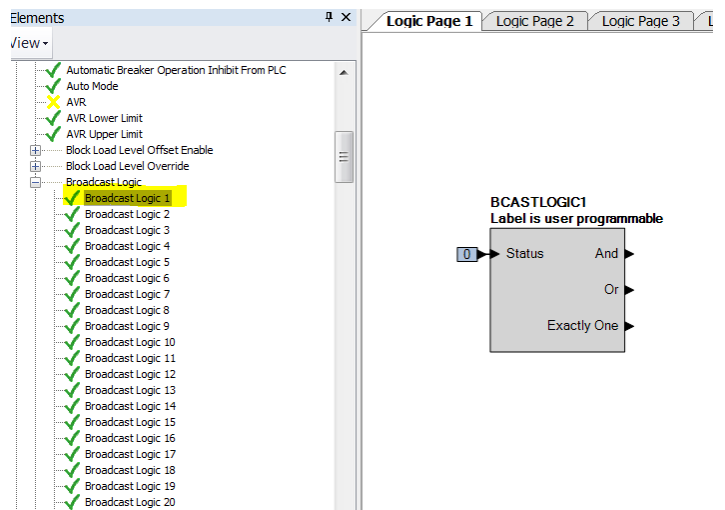 Elements
View
Logic Page 1
Logic Page 2
Logic Page 3
L
Automatic Breaker Operation Inhibit From PLC
Auto Mode
AVR
AVR Lower Limit
AVR Upper Limit
Block Load Level Offset Enable
Block Load Level Override
Broadcast Logic
Broadcast Logic 1
Broadcast Logic 2
Broadcast Logic 3
Broadcast Logic 4
Broadcast Logic 5
Broadcast Logic 6
Broadcast Logic 7
Broadcast Logic 8
Broadcast Logic 9
Broadcast Logic 10
Broadcast Logic 11
Broadcast Logic 12
Broadcast Logic 13
Broadcast Logic 14
Broadcast Logic 15
Broadcast Logic 16
Broadcast Logic 17
Broadcast Logic 18
Broadcast Logic 19
Broadcast Logic 20
BCASTLOGIC1
Label is user programmable
0 Status And
Or
Exactly One